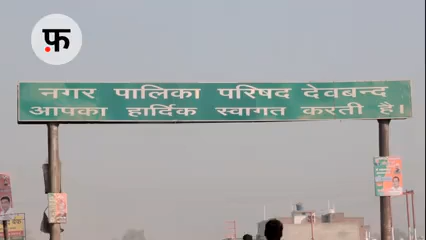 फ़
नगर पालिका परिषद देवबन्द
आपका हार्दिक स्वागत करती है।